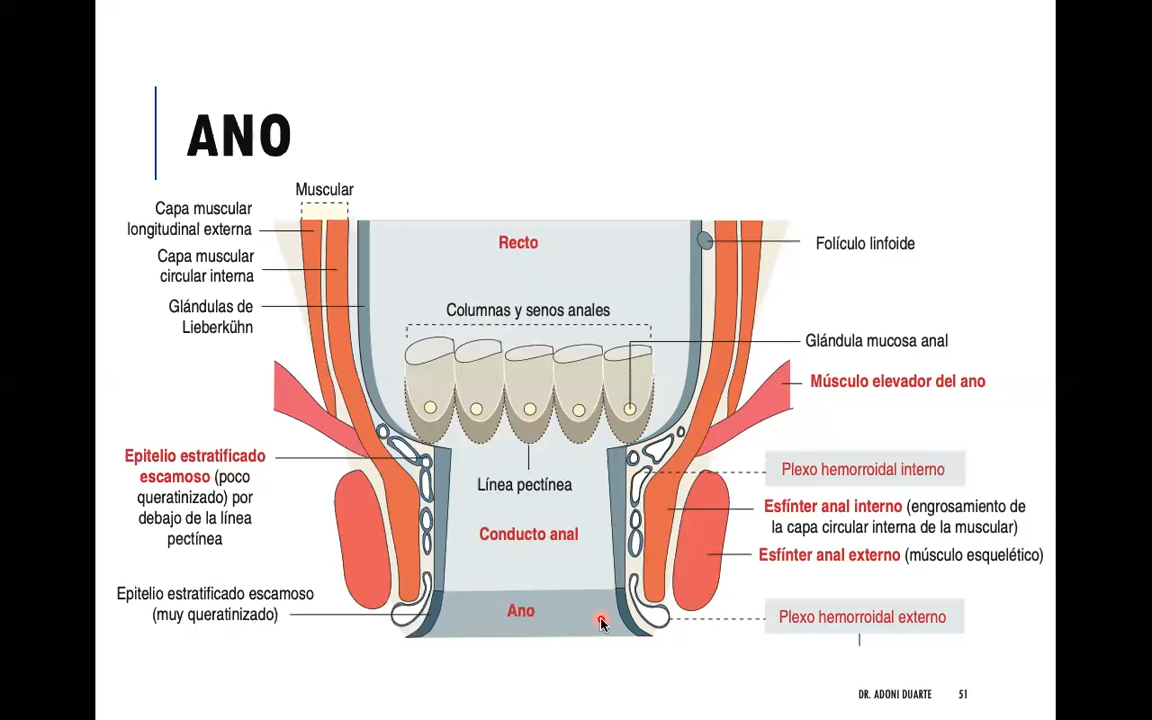 ANO
Muscular
Capa muscular
longitudinal externa
Capa muscular
circular interna
Glándulas de
Lieberkühn
Recto
Folículo linfoide
Columnas y senos anales
Glándula mucosa anal
Músculo elevador del ano
Epitelio estratificado
escamoso (poco
queratinizado) por
debajo de la línea
pectínea
Línea pectínea
Plexo hemorroidal interno
Esfínter anal interno (engrosamiento de
la capa circular interna de la muscular)
Conducto anal
Esfínter anal externo (músculo esquelético)
Epitelio estratificado escamoso
(muy queratinizado)
Ano
Plexo hemorroidal externo
DR. ADONI DUARTE 51